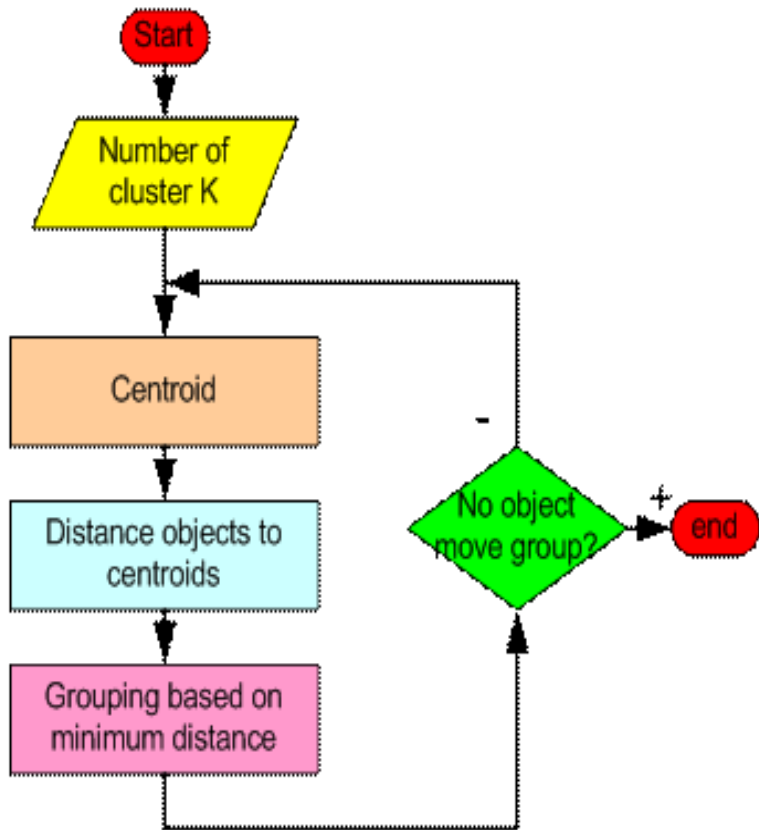 Start
Number of
cluster K
Centroid
Distance objects to
centroids
Grouping based on
minimum distance
-
No object
move group?
+
end